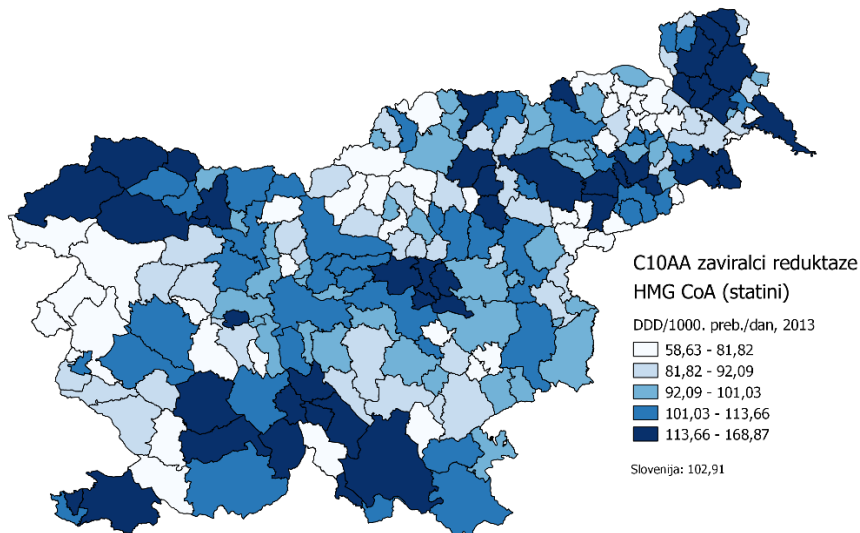 C10AA zaviralci reduktaze
HMG CoA (statini)
DDD/1000. preb./dan, 2013
58,63 - 81,82
81,82 - 92,09
92,09 - 101,03
101,03 - 113,66
113,66 - 168,87
Slovenija: 102,91